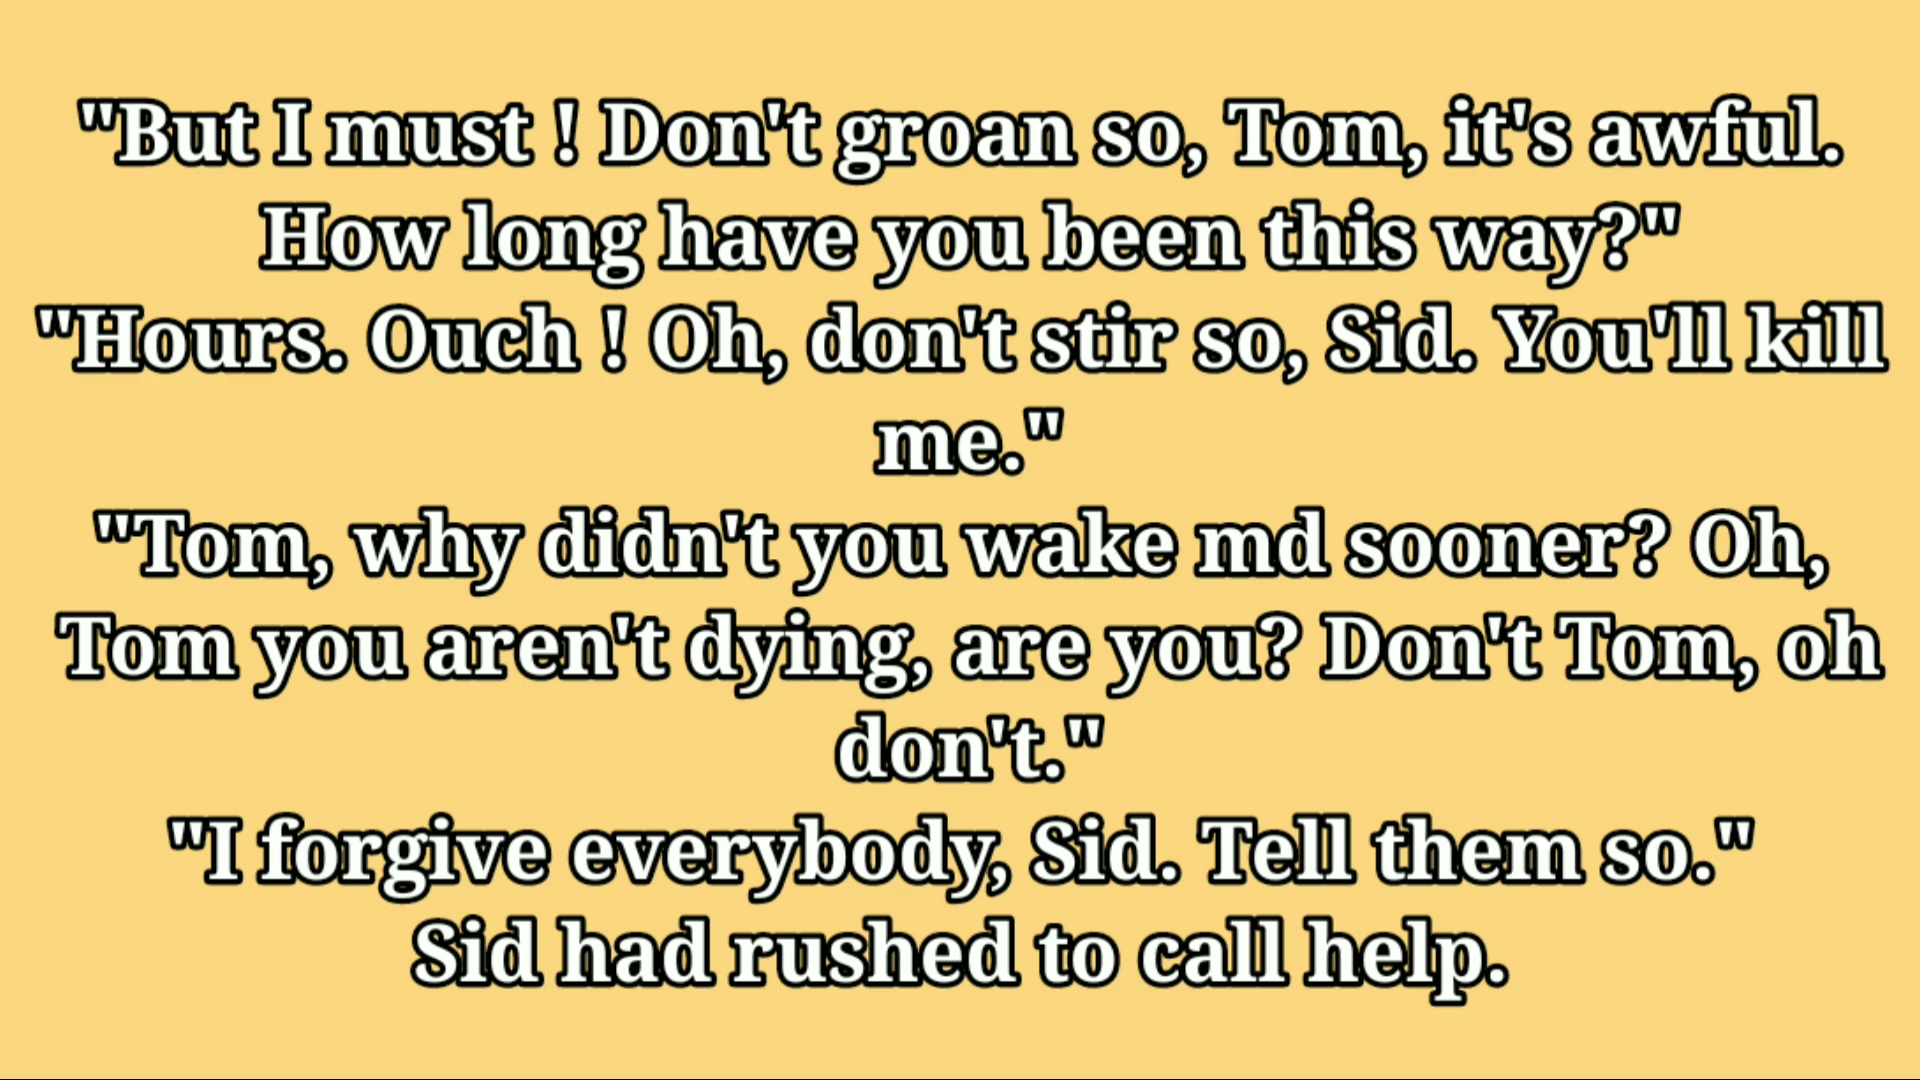 "But I must ! Don't groan so, Tom, it's awful.
How long have you been this way?"
"Hours. Ouch ! Oh, don't stir so, Sid. You'll kill
me."
"Tom, why didn't you wake md sooner? Oh,
Tom you aren't dying, are you? Don't Tom, oh
don't."
"I forgive everybody, Sid. Tell them so."
Sid had rushed to call help.